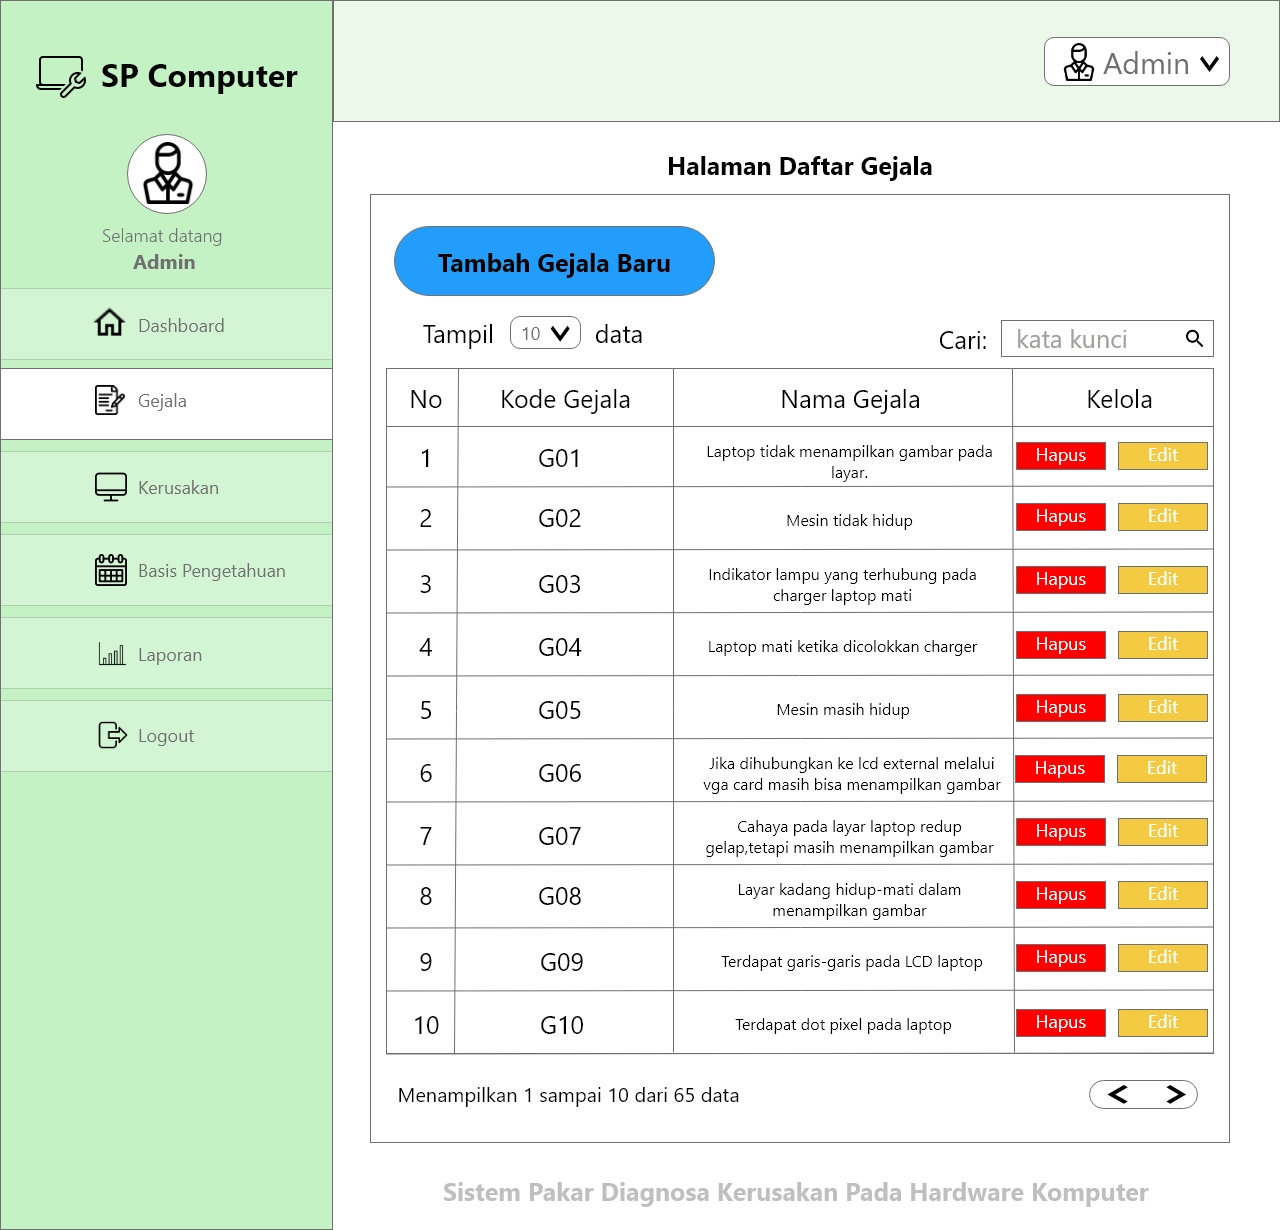 SP Computer
Admin
Selamat datang
Admin
Dashboard
Gejala
Kerusakan
Basis Pengetahuan
Laporan
Logout
Halaman Daftar Gejala
Tambah Gejala Baru
Tampil 10 data
Cari: kata kunci
No Kode Gejala Nama Gejala Kelola
1 G01 Laptop tidak menampilkan gambar pada
layar.
Hapus Edit
2 G02 Mesin tidak hidup Hapus Edit
3 G03 Indikator lampu yang terhubung pada
charger laptop mati
Hapus Edit
4 G04 Laptop mati ketika dicolokkan charger Hapus Edit
5 G05 Mesin masih hidup Hapus Edit
6 G06 Jika dihubungkan ke lcd external melalui
vga card masih bisa menampilkan gambar
Hapus Edit
7 G07 Cahaya pada layar laptop redup
gelap,tetapi masih menampilkan gambar
Hapus Edit
8 G08 Layar kadang hidup-mati dalam
menampilkan gambar
Hapus Edit
9 G09 Terdapat garis-garis pada LCD laptop Hapus Edit
10 G10 Terdapat dot pixel pada laptop Hapus Edit
Menampilkan 1 sampai 10 dari 65 data
Sistem Pakar Diagnosa Kerusakan Pada Hardware Komputer